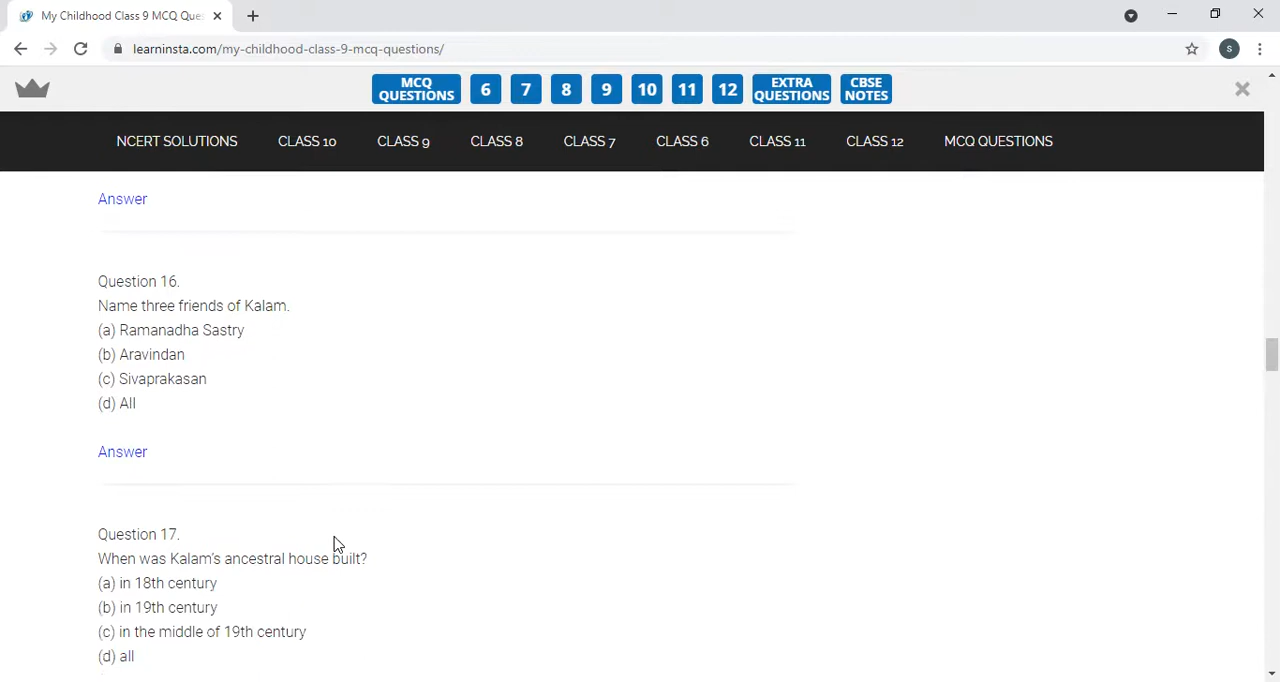 My Childhood Class 9 MCQ Ques
learninsta.com/my-childhood-class-9-mcq-questions/
S
MCQ QUESTIONS 6 7 8 9 10 11 12 EXTRA QUESTIONS CBSE NOTES
NCERT SOLUTIONS CLASS 10 CLASS 9 CLASS 8 CLASS 7 CLASS 6 CLASS 11 CLASS 12 MCQ QUESTIONS
Answer
Question 16.
Name three friends of Kalam.
(a) Ramanadha Sastry
(b) Aravindan
(c) Sivaprakasan
(d) All
Answer
Question 17.
When was Kalam's ancestral house built?
(a) in 18th century
(b) in 19th century
(c) in the middle of 19th century
(d) all